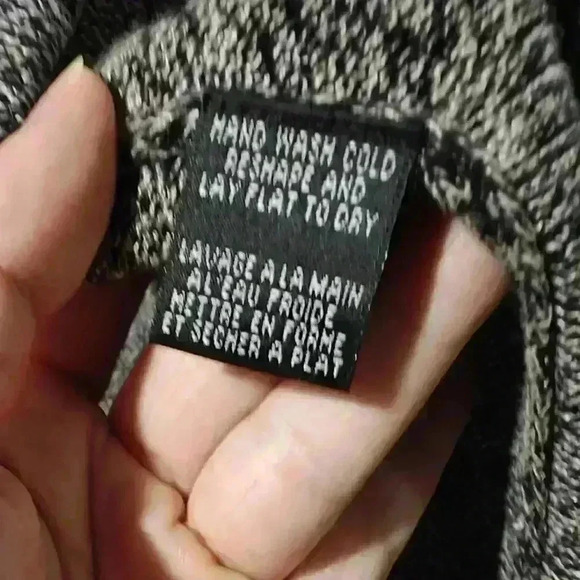 HAND WASH COLD
RESHAPE AND
LAY FLAT TO DRY
LAVAGE A LA MAIN
AL EAU FROIDE
METTRE EN FORME
ET SECHER A PLAT